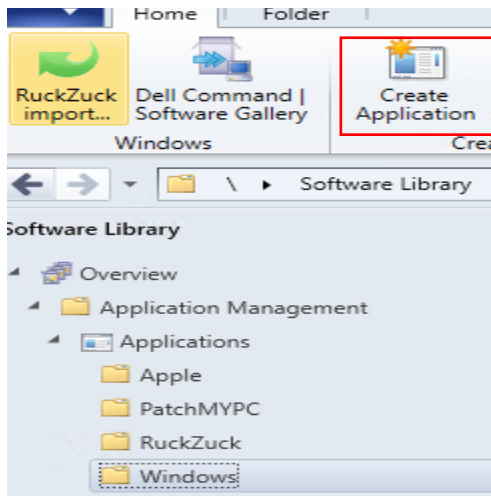 Home Folder
RuckZuck Dell Command | Create
import... Software Gallery Application
Windows
\ Software Library
Software Library
Overview
Application Management
Applications
Apple
PatchMYPC
RuckZuck
Windows